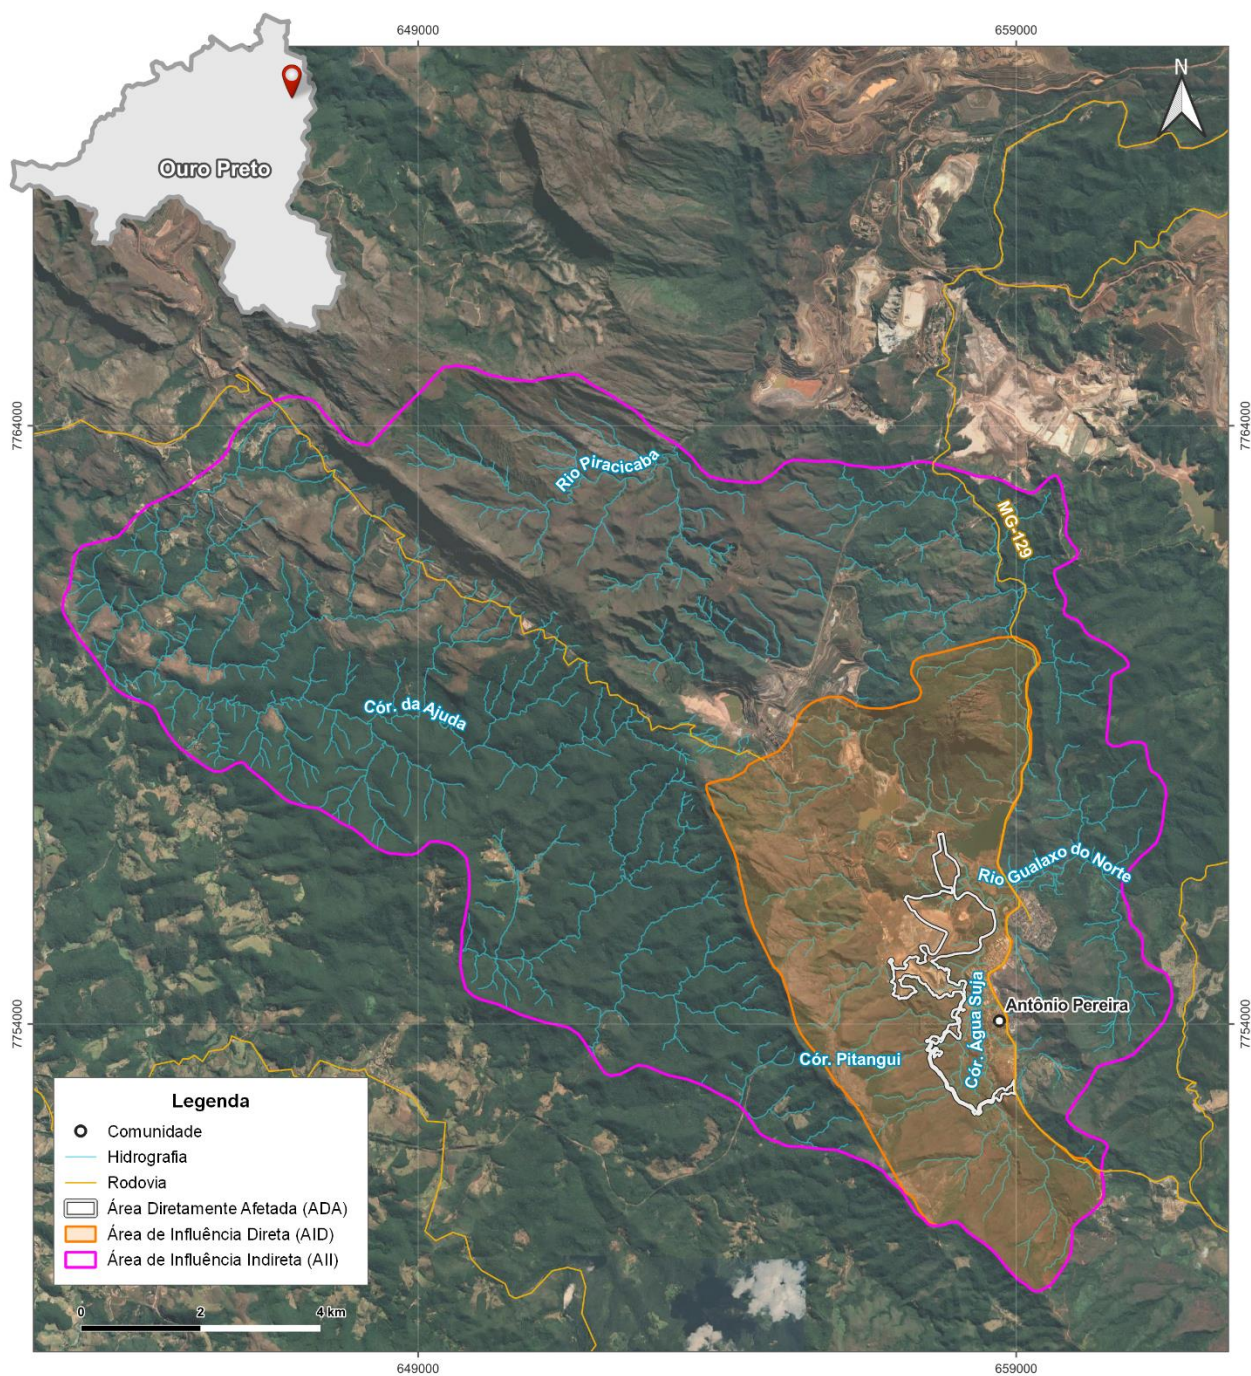 649000
659000
N
Ouro Preto
7764000
7764000
Rio Piracicaba
MG-129
Cór. da Ajuda
Rio Gualaxo do Norte
Cór. Água Suja
Antônio Pereira
7754000
7754000
Cór. Pitangui
Legenda
Comunidade
Hidrografia
Rodovia
Área Diretamente Afetada (ADA)
Área de Influência Direta (AID)
Área de Influência Indireta (AII)
0 2 4 km
649000
659000